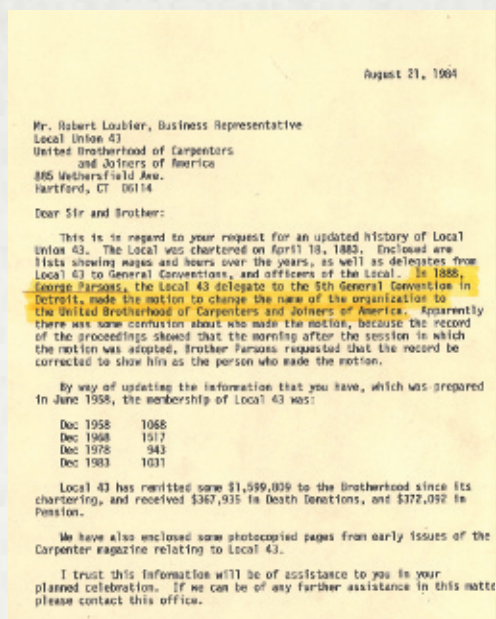 August 21, 1984
Mr. Robert Loubier, Business Representative
Local Union 43
United Brotherhood of Carpenters
and Joiners of America
885 Wethersfield Ave.
Hartford, CT 06114
Dear Sir and Brother:
This is in regard to your request for an updated history of Local
Union 43. The Local was chartered on April 18, 1883. Enclosed are
lists showing wages and hours over the years, as well as delegates from
Local 43 to General Conventions, and officers of the Local. In 1888,
George Parsons, the Local 43 delegate to the 5th General Convention in
Detroit, made the motion to change the name of the organization to
the United Brotherhood of Carpenters and Joiners of America. Apparently
there was some confusion about who made the motion, because the record
of the proceedings showed that the morning after the session in which
the motion was adopted, Brother Parsons requested that the record be
corrected to show him as the person who made the motion.
By way of updating the information that you have, which was prepared
in June 1958, the membership of Local 43 was:
Dec 1958 1068
Dec 1968 1517
Dec 1978 943
Dec 1983 1031
Local 43 has remitted some $1,599,809 to the Brotherhood since its
chartering, and received $367,935 in Death Donations, and $372,092 in
Pension.
We have also enclosed some photocopied pages from early issues of the
Carpenter magazine relating to Local 43.
I trust this information will be of assistance to you in your
planned celebration. If we can be of any further assistance in this matte
please contact this office.